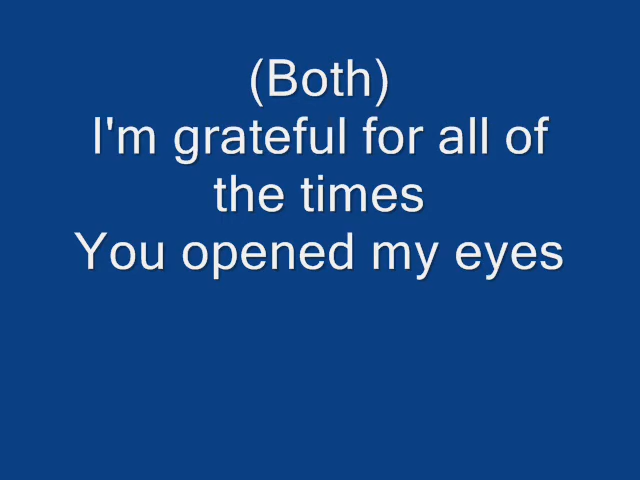 (Both)
I'm grateful for all of
the times
You opened my eyes